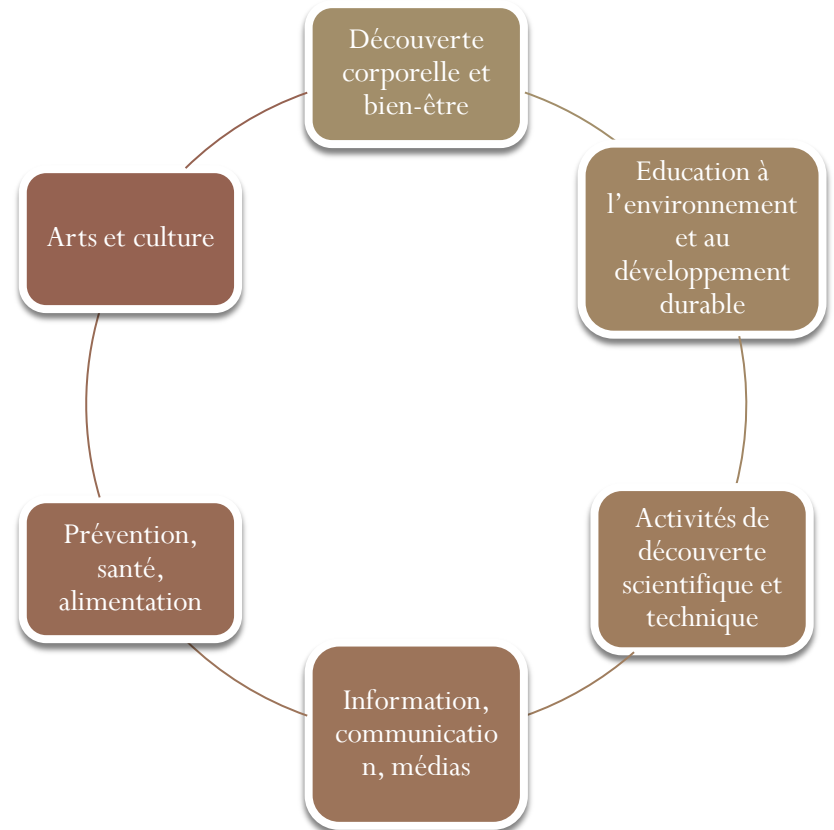 Découverte
corporelle et
bien-être
Education à
l’environnement
et au
développement
durable
Activités de
découverte
scientifique et
technique
Information,
communicatio
n, médias
Prévention,
santé,
alimentation
Arts et culture